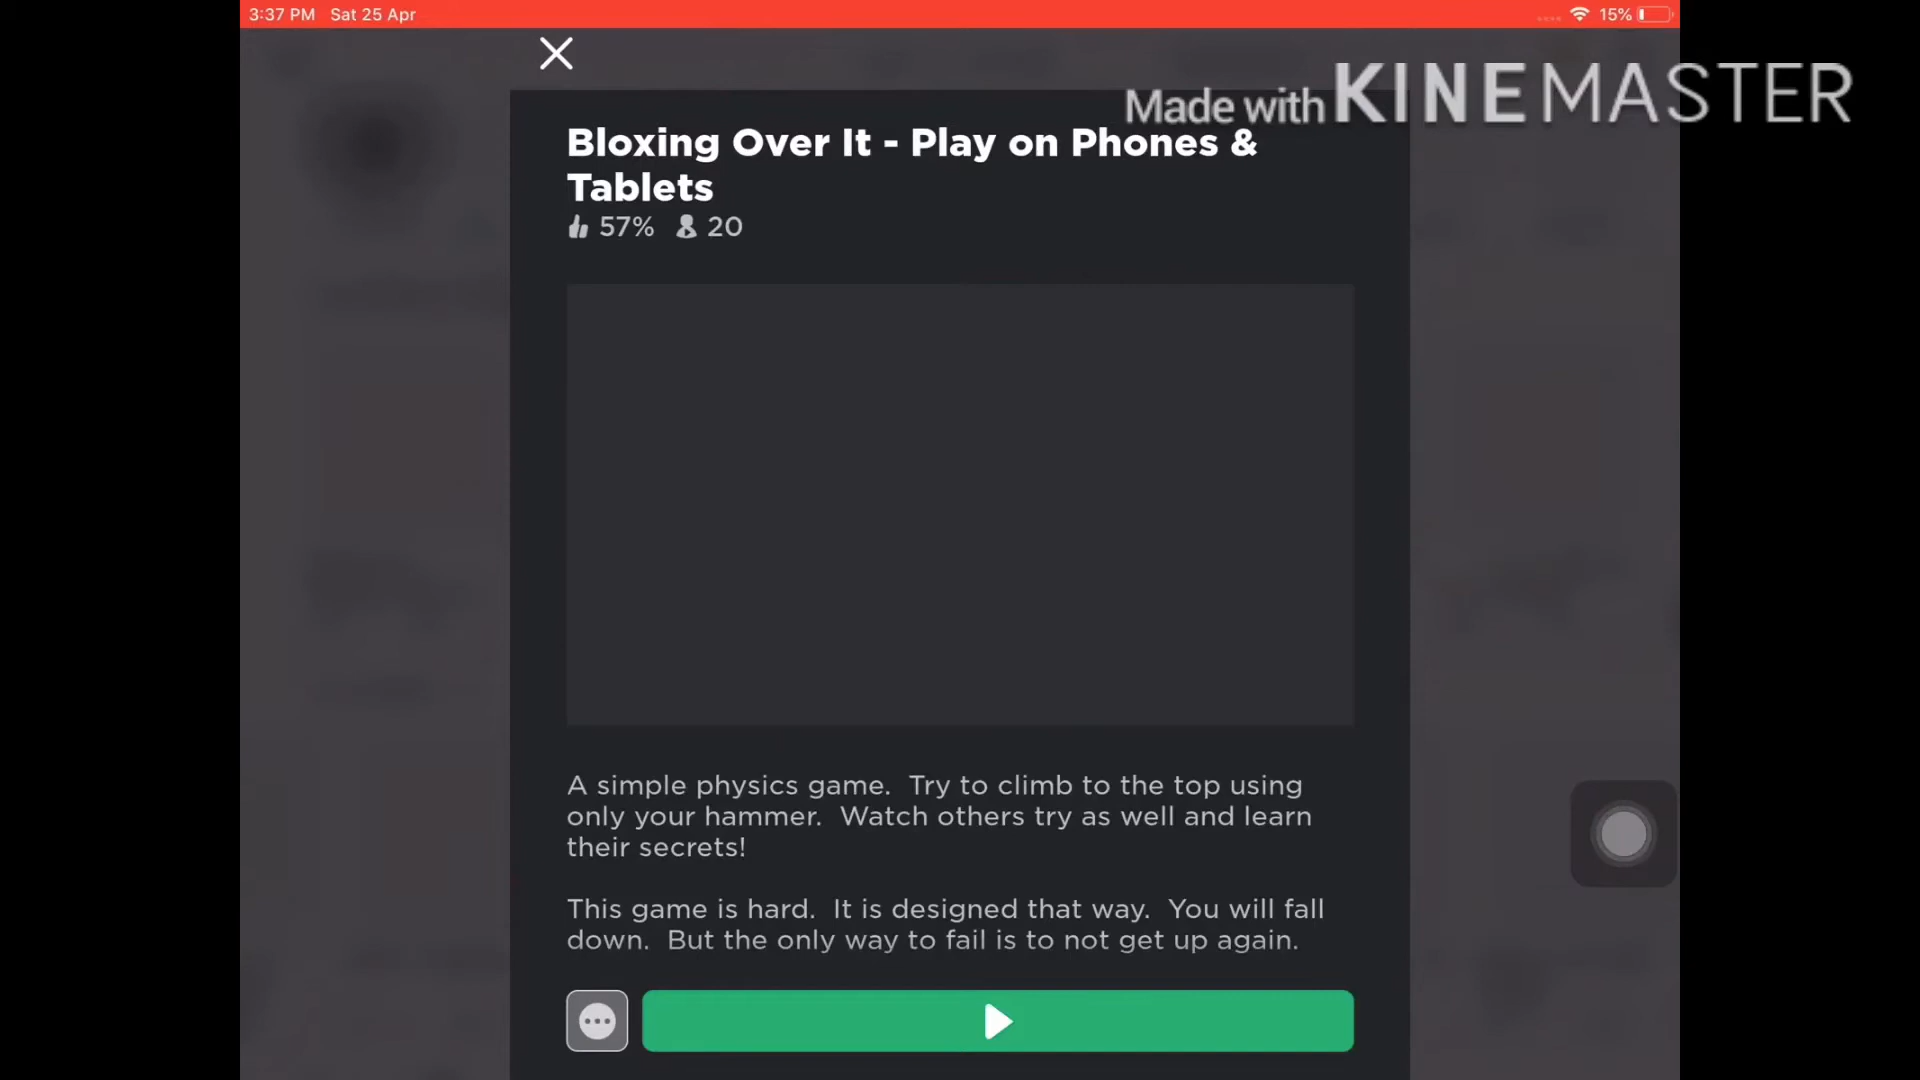 3:37 PM Sat 25 Apr 15%
Made with KINEMASTER
Bloxing Over It - Play on Phones &
Tablets
57% 20
A simple physics game.  Try to climb to the top using
only your hammer.  Watch others try as well and learn
their secrets!
This game is hard.  It is designed that way.  You will fall
down.  But the only way to fail is to not get up again.